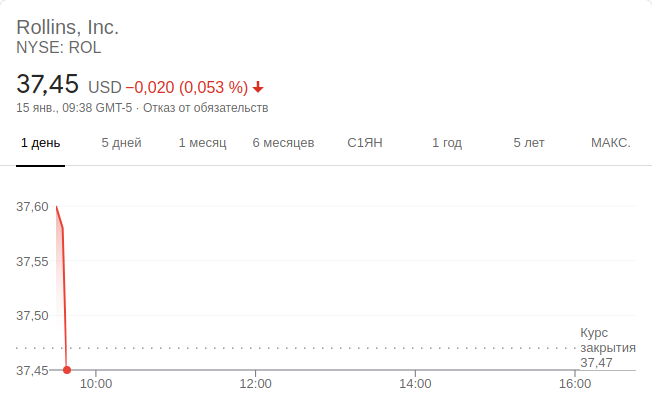 Rollins, Inc.
NYSE: ROL
37,45 USD −0,020 (0,053 %)
15 янв., 09:38 GMT-5 · Отказ от обязательств
1 день 5 дней 1 месяц 6 месяцев С1ЯН 1 год 5 лет МАКС.
37,60
37,55
37,50
Курс
закрытия
37,47
37,45
10:00 12:00 14:00 16:00